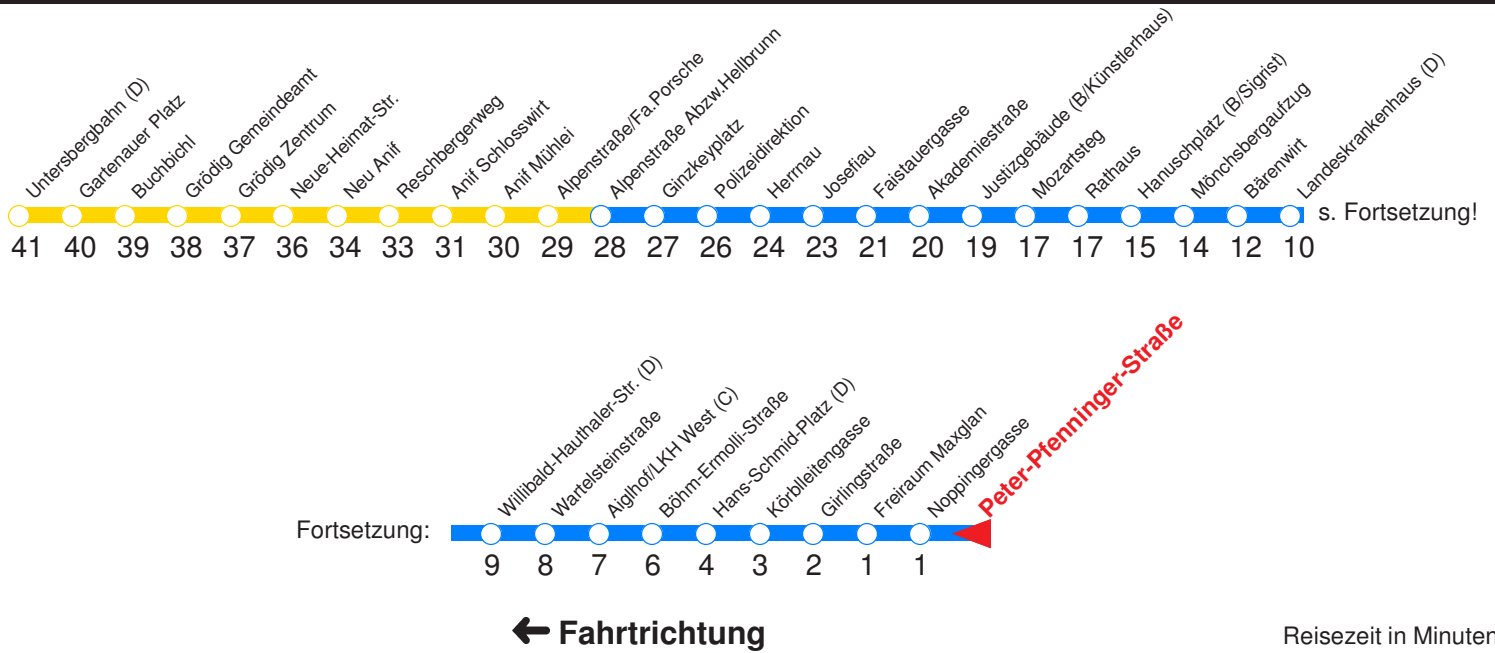 Untersbergbahn (D)
Gartenauer Platz
Buchbichl
Grödig Gemeindeamt
Grödig Zentrum
Neue-Heimat-Str.
Neu Anif
Reschbergerweg
Anif Schlosswirt
Anif Mühlei
Alpenstraße/Fa.Porsche
Alpenstraße Abzw.Hellbrunn
Ginzkeyplatz
Polizeidirektion
Herrnau
Josefiau
Faistauergasse
Akademiestraße
Justizgebäude (B/Künstlerhaus)
Mozartsteg
Rathaus
Hanuschplatz (B/Sigrist)
Mönchsbergaufzug
Bärenwirt
Landeskrankenhaus (D)
s. Fortsetzung!
41 40 39 38 37 36 34 33 31 30 29 28 27 26 24 23 21 20 19 17 17 15 14 12 10
Willibald-Hauthaler-Str. (D)
Wartelsteinstraße
Aiglhof/LKH West (C)
Böhm-Ermolli-Straße
Hans-Schmid-Platz (D)
Körblleitengasse
Girlingstraße
Freiraum Maxglan
Noppingergasse
Peter-Pfenninger-Straße
Fortsetzung:
9 8 7 6 4 3 2 1 1
Fahrtrichtung
Reisezeit in Minuten